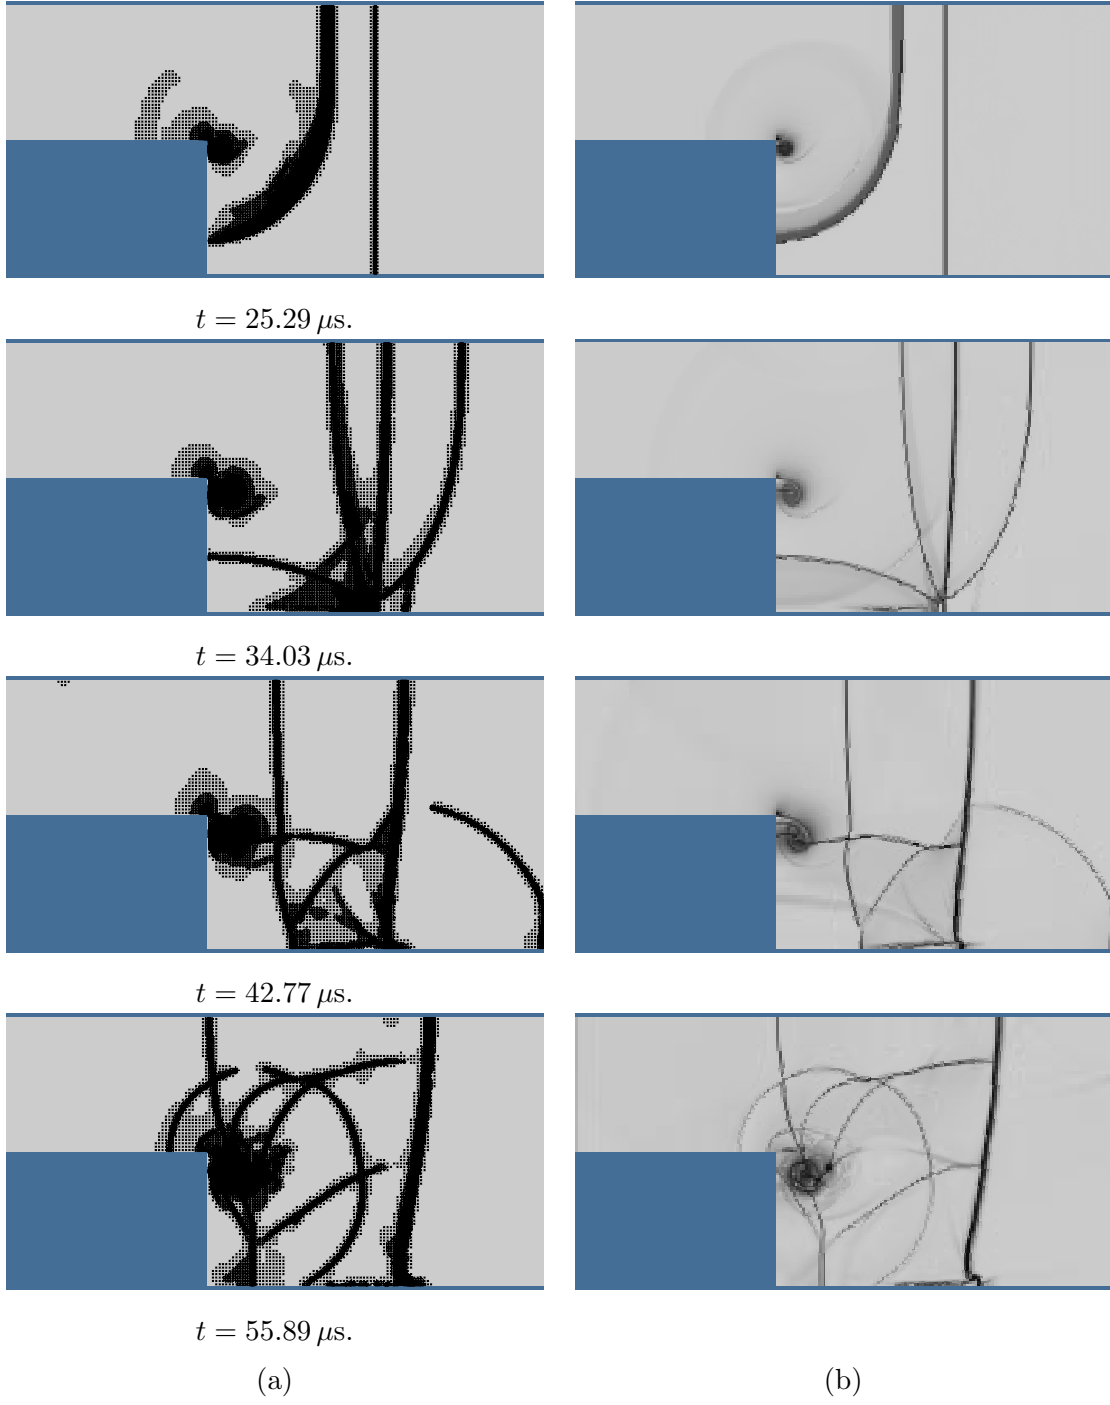 t = 25.29 μs.
t = 34.03 μs.
t = 42.77 μs.
t = 55.89 μs.
(a) (b)